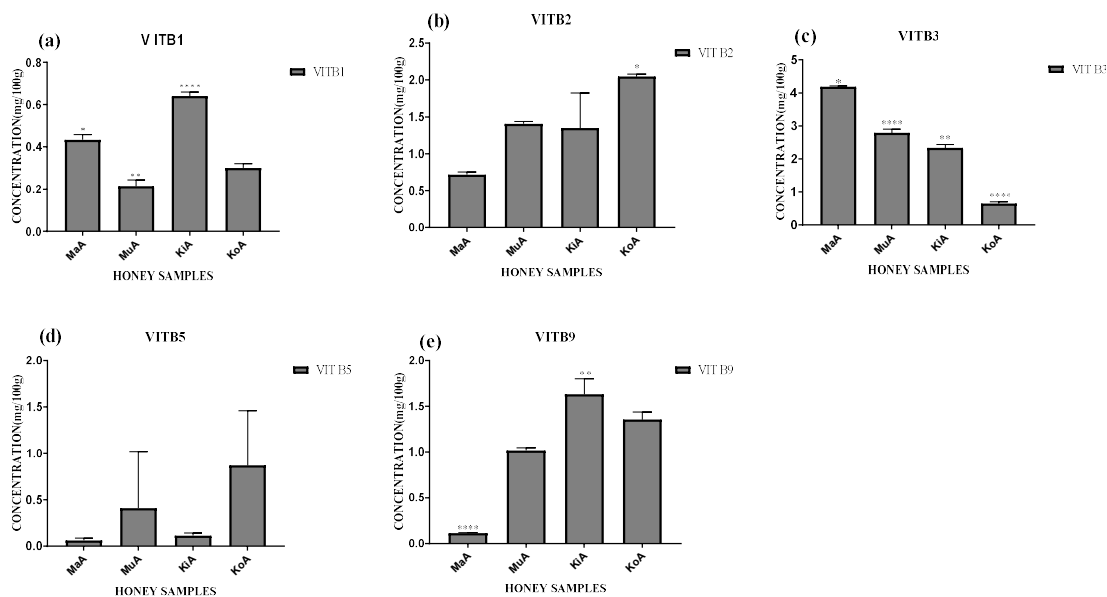 (a)
V ITB1
CONCENTRATION(mg/100g)
0.8
0.6
0.4
0.2
0.0
*
**
****
MaA
MuA
KiA
KoA
HONEY SAMPLES
VITB1
(b)
VITB2
CONCENTRATION(mg/100g)
2.5
2.0
1.5
1.0
0.5
0.0
*
MaA
MuA
KiA
KoA
HONEY SAMPLES
VIT B2
(c)
VITB3
CONCENTRATION(mg/100g)
5
4
3
2
1
0
*
****
**
****
MaA
MuA
KiA
KoA
HONEY SAMPLES
VIT B3
(d)
VITB5
CONCENTRATION(mg/100g)
2.0
1.5
1.0
0.5
0.0
MaA
MuA
KiA
KoA
HONEY SAMPLES
VIT B5
(e)
VITB9
CONCENTRATION(mg/100g)
2.0
1.5
1.0
0.5
0.0
****
**
MaA
MuA
KiA
KoA
HONEY SAMPLES
VIT B9